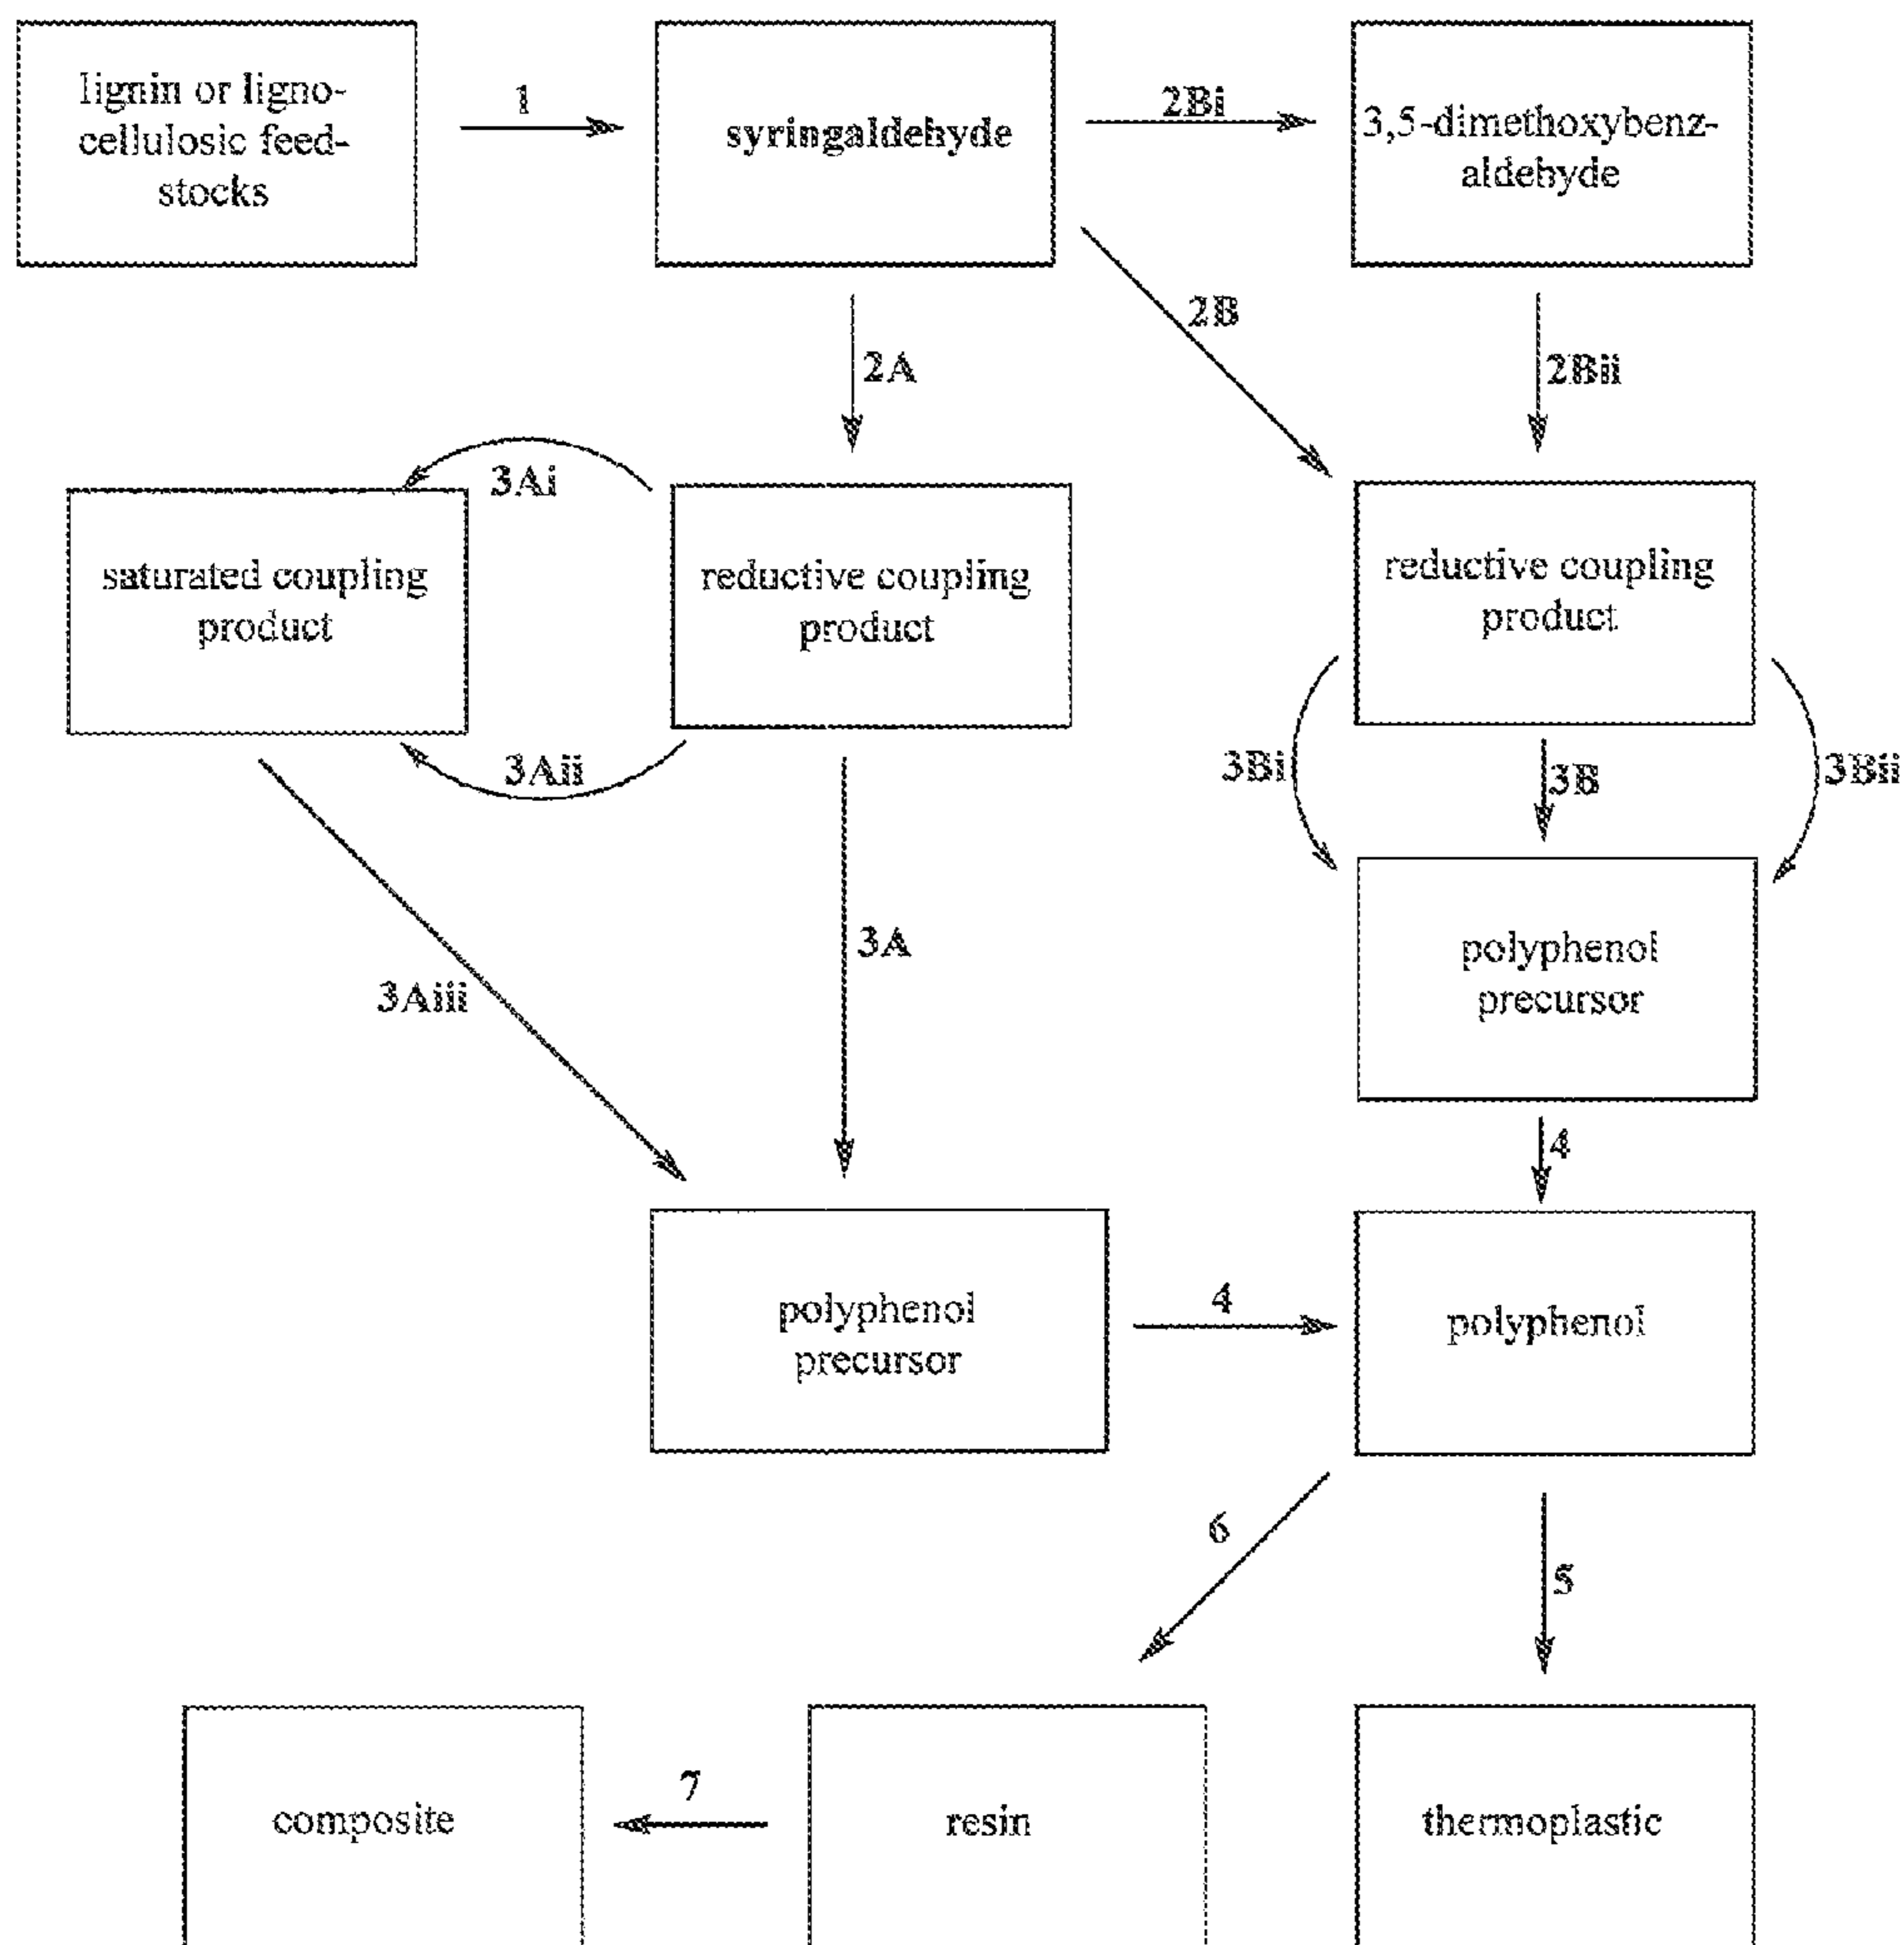 lignin or ligno-
cellulosic feed-
stocks
1
syringaldehyde
2Bi
3,5-dimethoxybenz-
aldehyde
2A
2B
2Bii
3Ai
saturated coupling
product
reductive coupling
product
reductive coupling
product
3Aii
3Bi
3B
3Bii
3Aiii
3A
polyphenol
precursor
4
polyphenol
precursor
4
polyphenol
6
5
composite
7
resin
thermoplastic